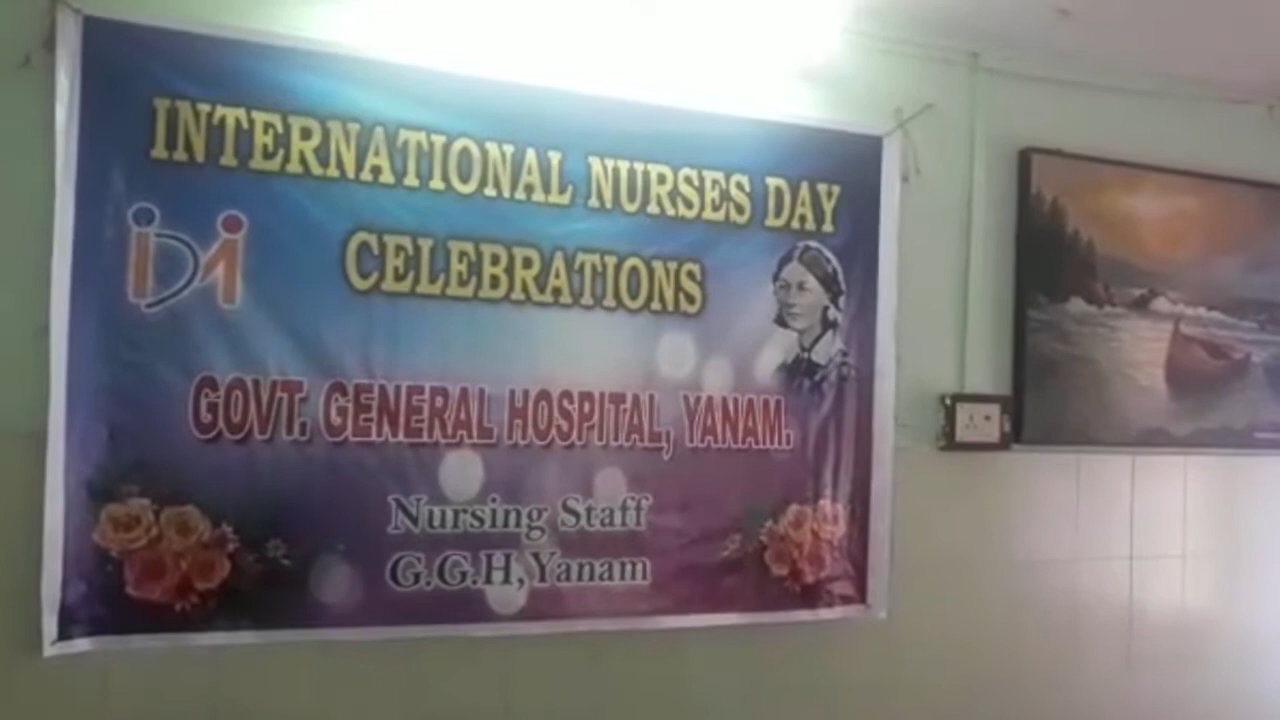 INTERNATIONAL NURSES DAY
CELEBRATIONS
GOVT. GENERAL HOSPITAL, YANAM.
Nursing Staff
G.G.H, Yanam